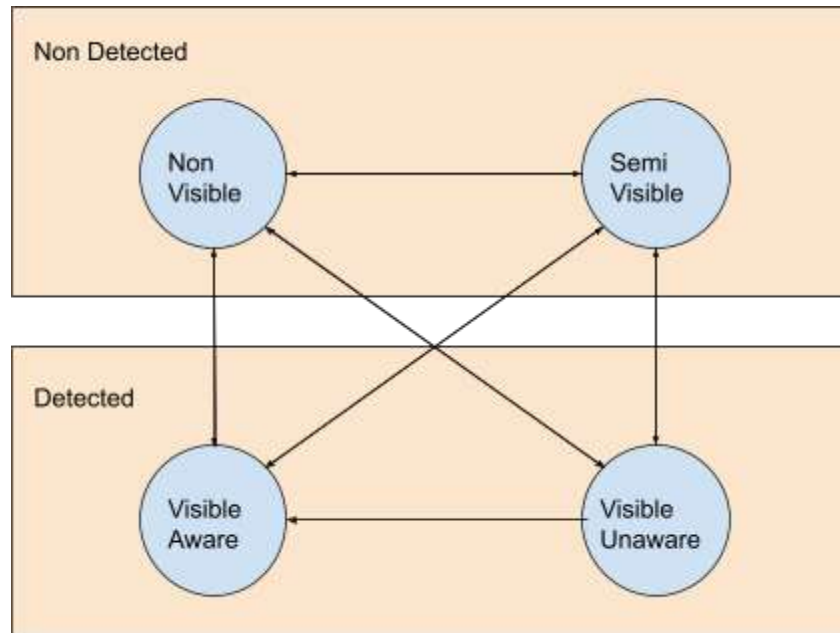 Non Detected
Non
Visible
Semi
Visible
Detected
Visible
Aware
Visible
Unaware